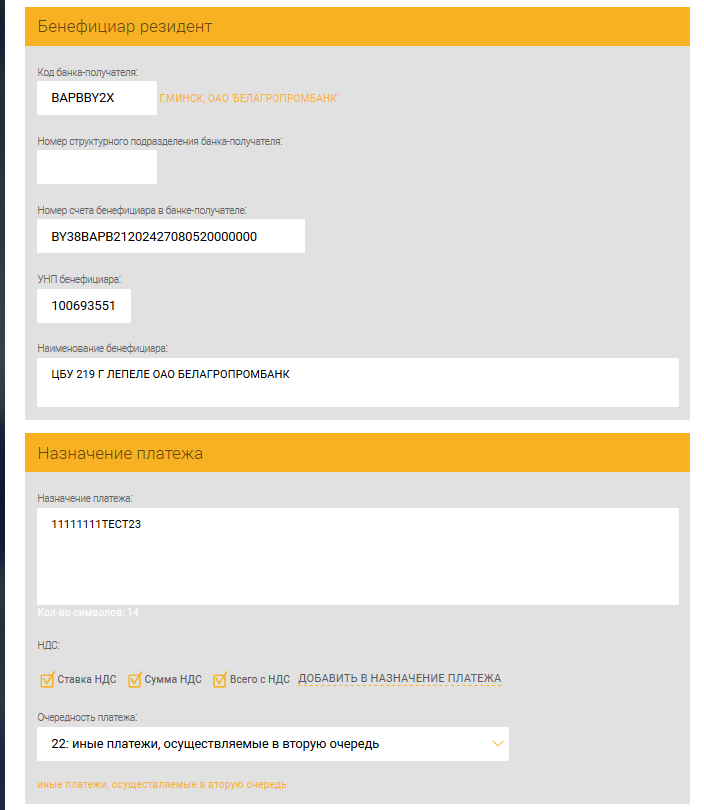 Бенефициар резидент
Код банка-получателя:
BAPBBY2X Г.МИНСК, ОАО 'БЕЛАГРОПРОМБАНК'
Номер структурного подразделения банка-получателя:
Номер счета бенефициара в банке-получателе:
BY38BAPB21202427080520000000
УНП бенефициара:
100693551
Наименование бенефициара:
ЦБУ 219 Г ЛЕПЕЛЕ ОАО БЕЛАГРОПРОМБАНК
Назначение платежа
Назначение платежа:
11111111ТЕСТ23
Кол-во символов: 14
НДС:
Ставка НДС Сумма НДС Всего с НДС ДОБАВИТЬ В НАЗНАЧЕНИЕ ПЛАТЕЖА
Очередность платежа:
22: иные платежи, осуществляемые в вторую очередь
иные платежи, осуществляемые в вторую очередь